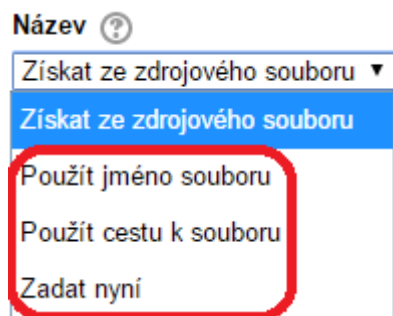 Název ?
Získat ze zdrojového souboru ▼
Získat ze zdrojového souboru
Použít jméno souboru
Použít cestu k souboru
Zadat nyní